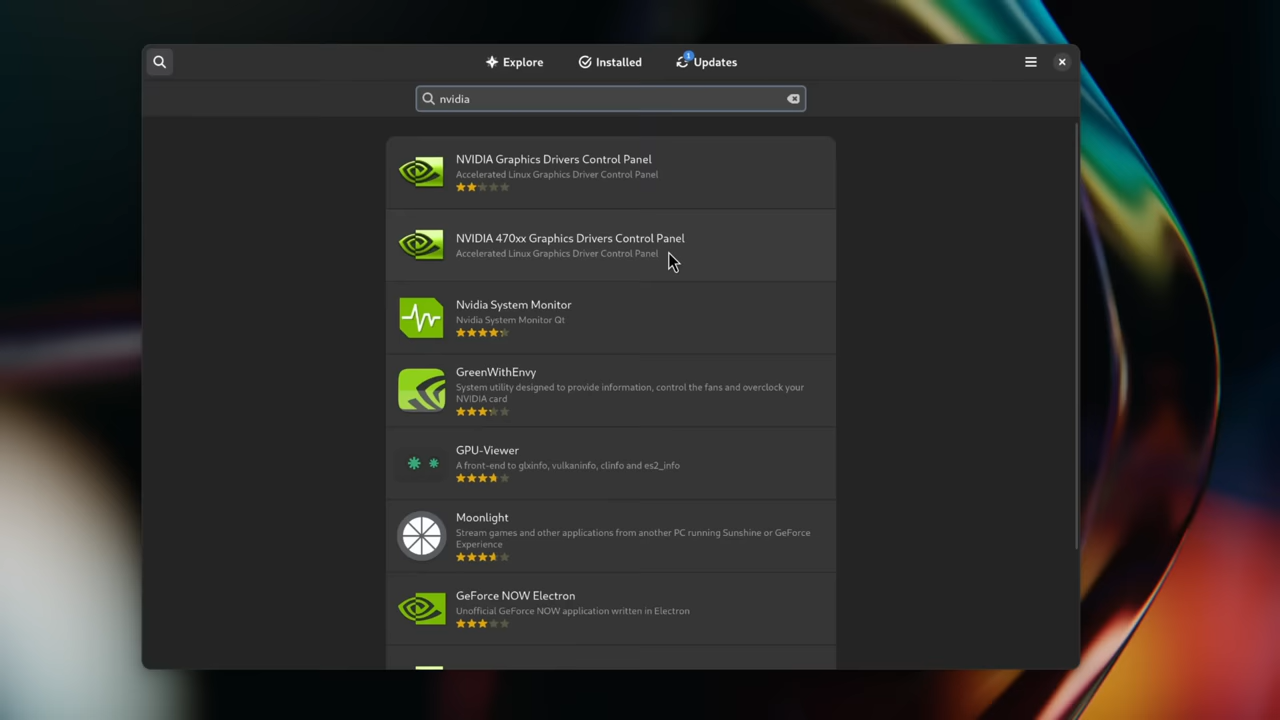 Explore
Installed
1
Updates
nvidia
NVIDIA Graphics Drivers Control Panel
Accelerated Linux Graphics Driver Control Panel
NVIDIA 470xx Graphics Drivers Control Panel
Accelerated Linux Graphics Driver Control Panel
Nvidia System Monitor
Nvidia System Monitor Qt
GreenWithEnvy
System utility designed to provide information, control the fans and overclock your
NVIDIA card
GPU-Viewer
A front-end to glxinfo, vulkaninfo, clinfo and es2_info
Moonlight
Stream games and other applications from another PC running Sunshine or GeForce
Experience
GeForce NOW Electron
Unofficial GeForce NOW application written in Electron